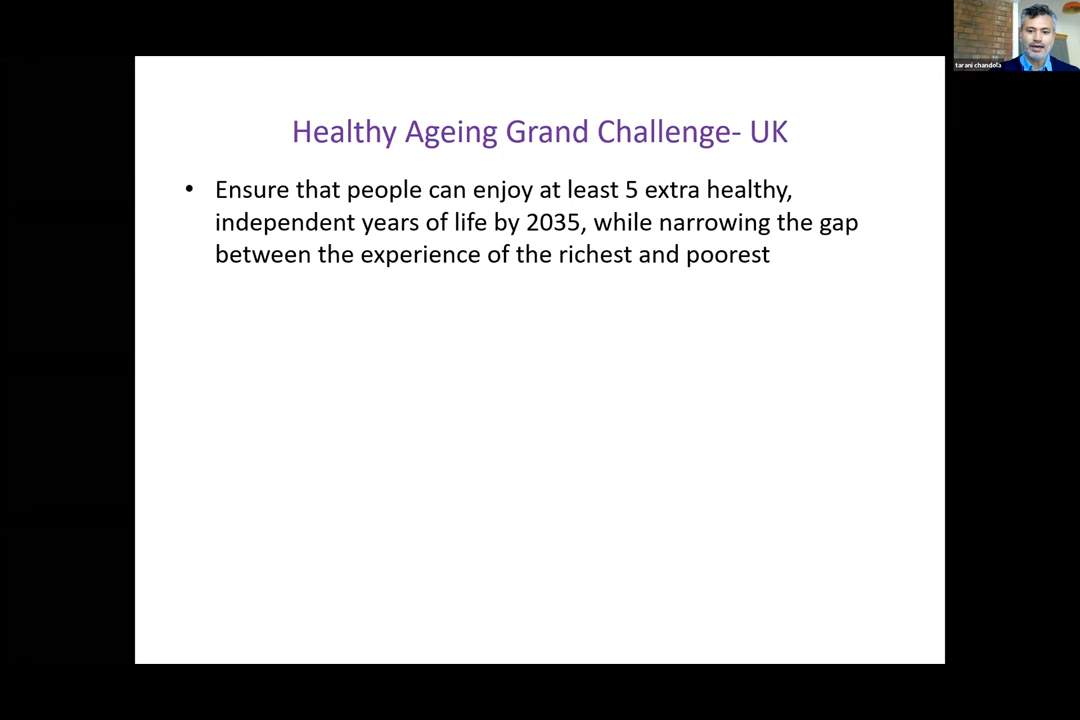 tarani chandola
Healthy Ageing Grand Challenge- UK
• Ensure that people can enjoy at least 5 extra healthy,
independent years of life by 2035, while narrowing the gap
between the experience of the richest and poorest